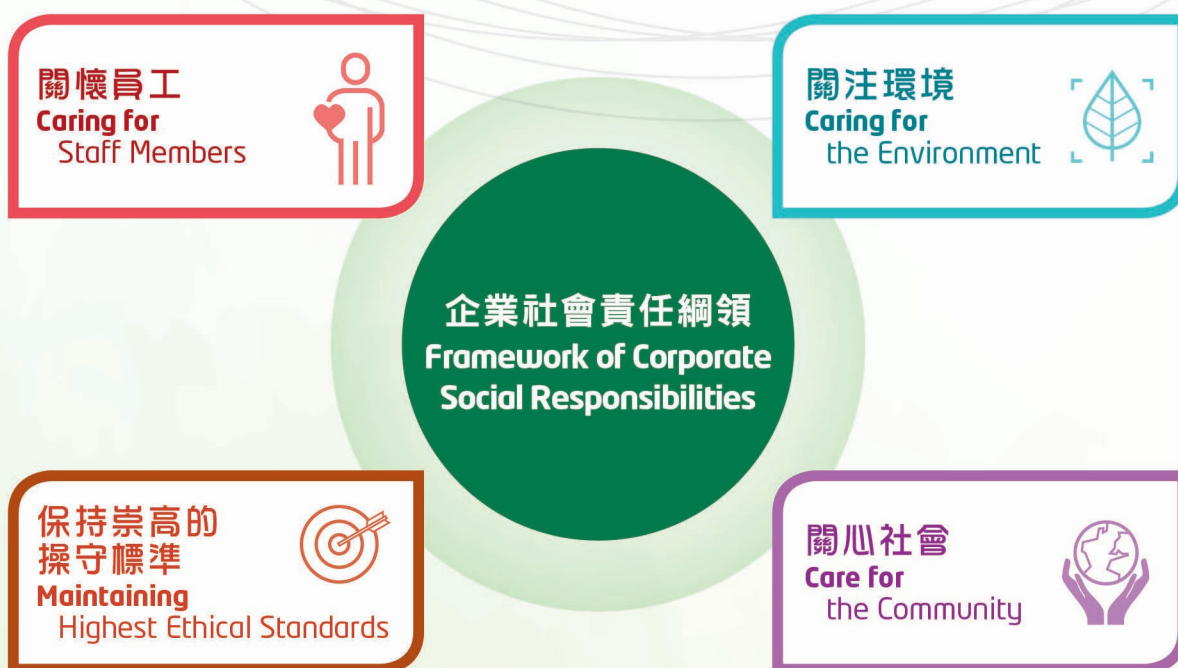 關懷員工
Caring for
Staff Members
關注環境
Caring for
the Environment
企業社會責任綱領
Framework of Corporate
Social Responsibilities
保持崇高的
操守標準
Maintaining
Highest Ethical Standards
關心社會
Care for
the Community